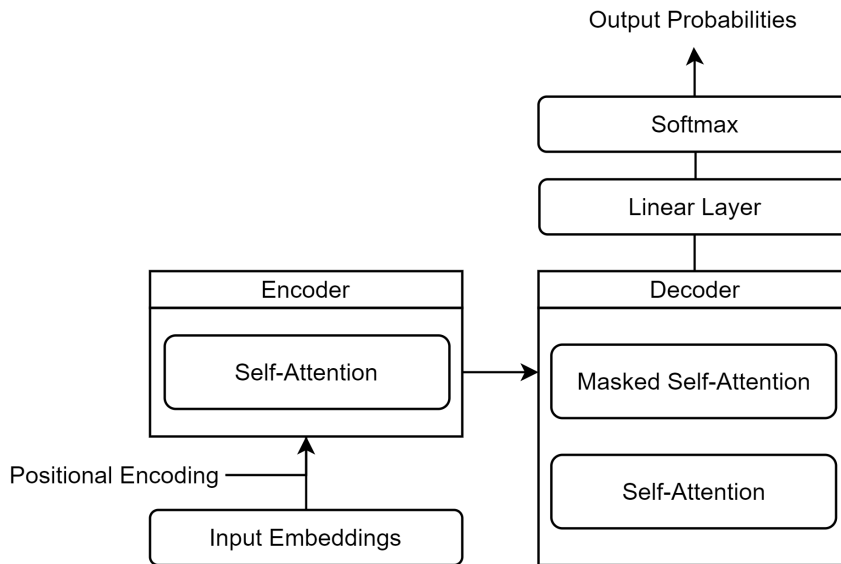 Output Probabilities
Softmax
Linear Layer
Encoder
Decoder
Self-Attention
Masked Self-Attention
Positional Encoding
Self-Attention
Input Embeddings